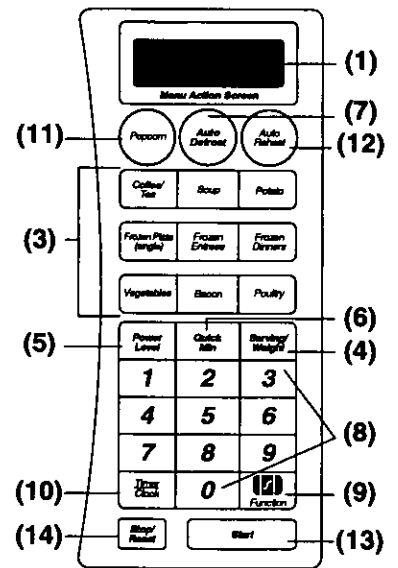 (1)
Menu Action Screen
(7)
(11)
Popcorn
Auto
Defrost
Auto
Reheat
(12)
Coffee/
Tea
Soup
Potato
(3)
Frozen Pizza
(single)
Frozen
Entrees
Frozen
Dinners
Vegetables
Bacon
Poultry
(6)
(5)
Power
Level
Quick
Min
Serving/
Weight
(4)
1 2 3
4 5 6
(8)
7 8 9
(10)
Timer
Clock
0
Function
(9)
(14)
Stop/
Reset
Start
(13)